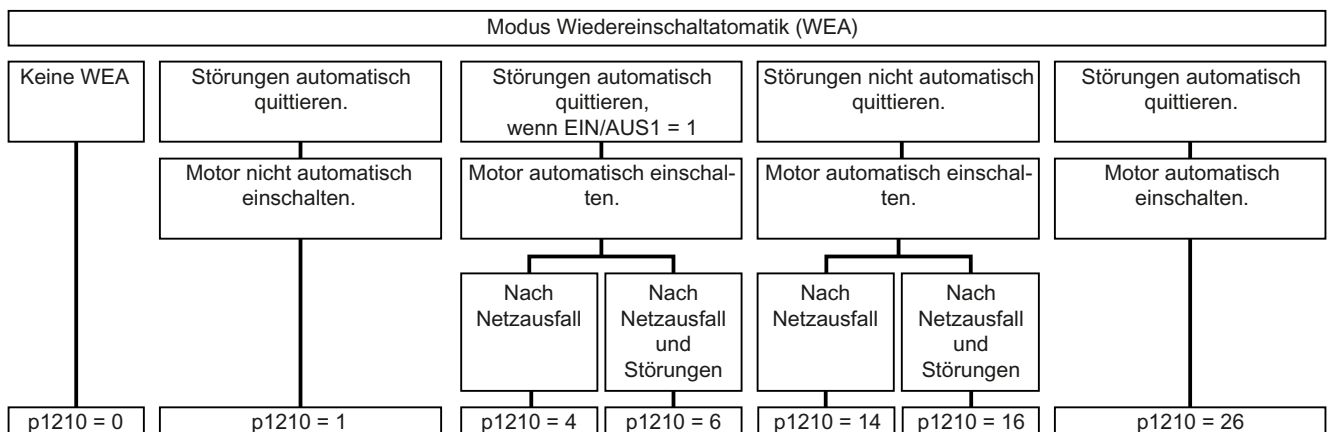 Modus Wiedereinschaltatomatik (WEA)
Keine WEA
Störungen automatisch
quittieren.
Störungen automatisch
quittieren,
wenn EIN/AUS1 = 1
Störungen nicht automatisch
quittieren.
Störungen automatisch
quittieren.
Motor nicht automatisch
einschalten.
Motor automatisch einschal-
ten.
Motor automatisch einschal-
ten.
Motor automatisch
einschalten.
Nach
Netzausfall
Nach
Netzausfall
und
Störungen
Nach
Netzausfall
Nach
Netzausfall
und
Störungen
p1210 = 0
p1210 = 1
p1210 = 4
p1210 = 6
p1210 = 14
p1210 = 16
p1210 = 26